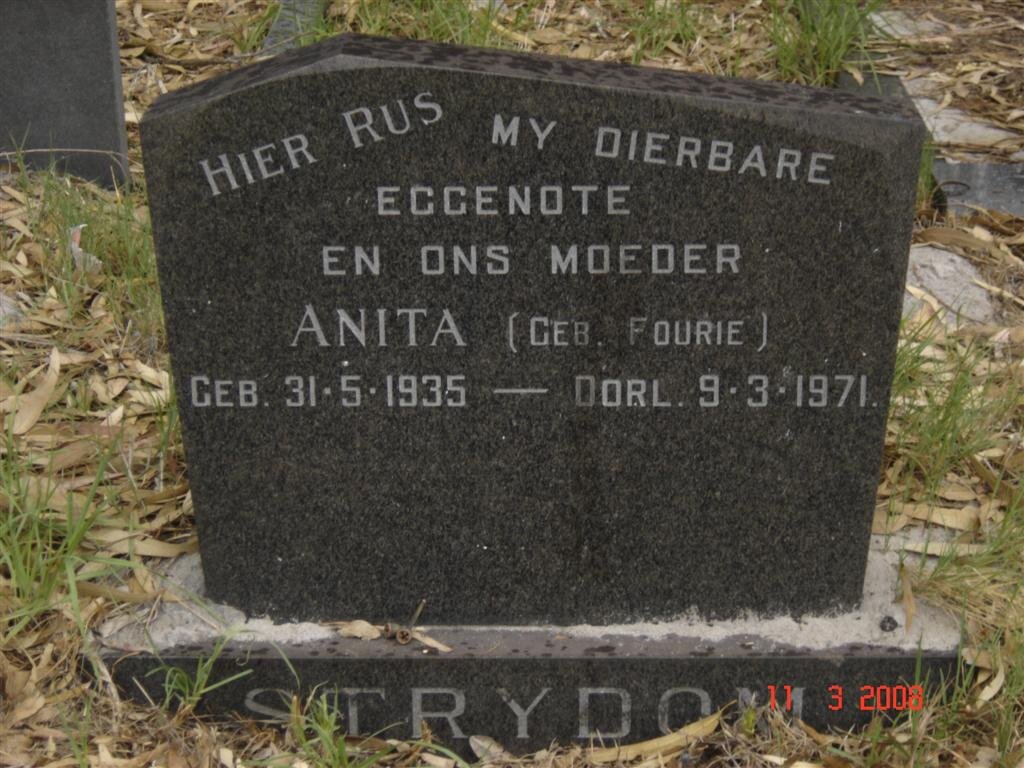 HIER RUS MY DIERBARE
EGGENOTE
EN ONS MOEDER
ANITA (GEB. FOURIE)
GEB. 31·5·1935 — OORL. 9·3·1971.
STRYDOM
11 3 2008